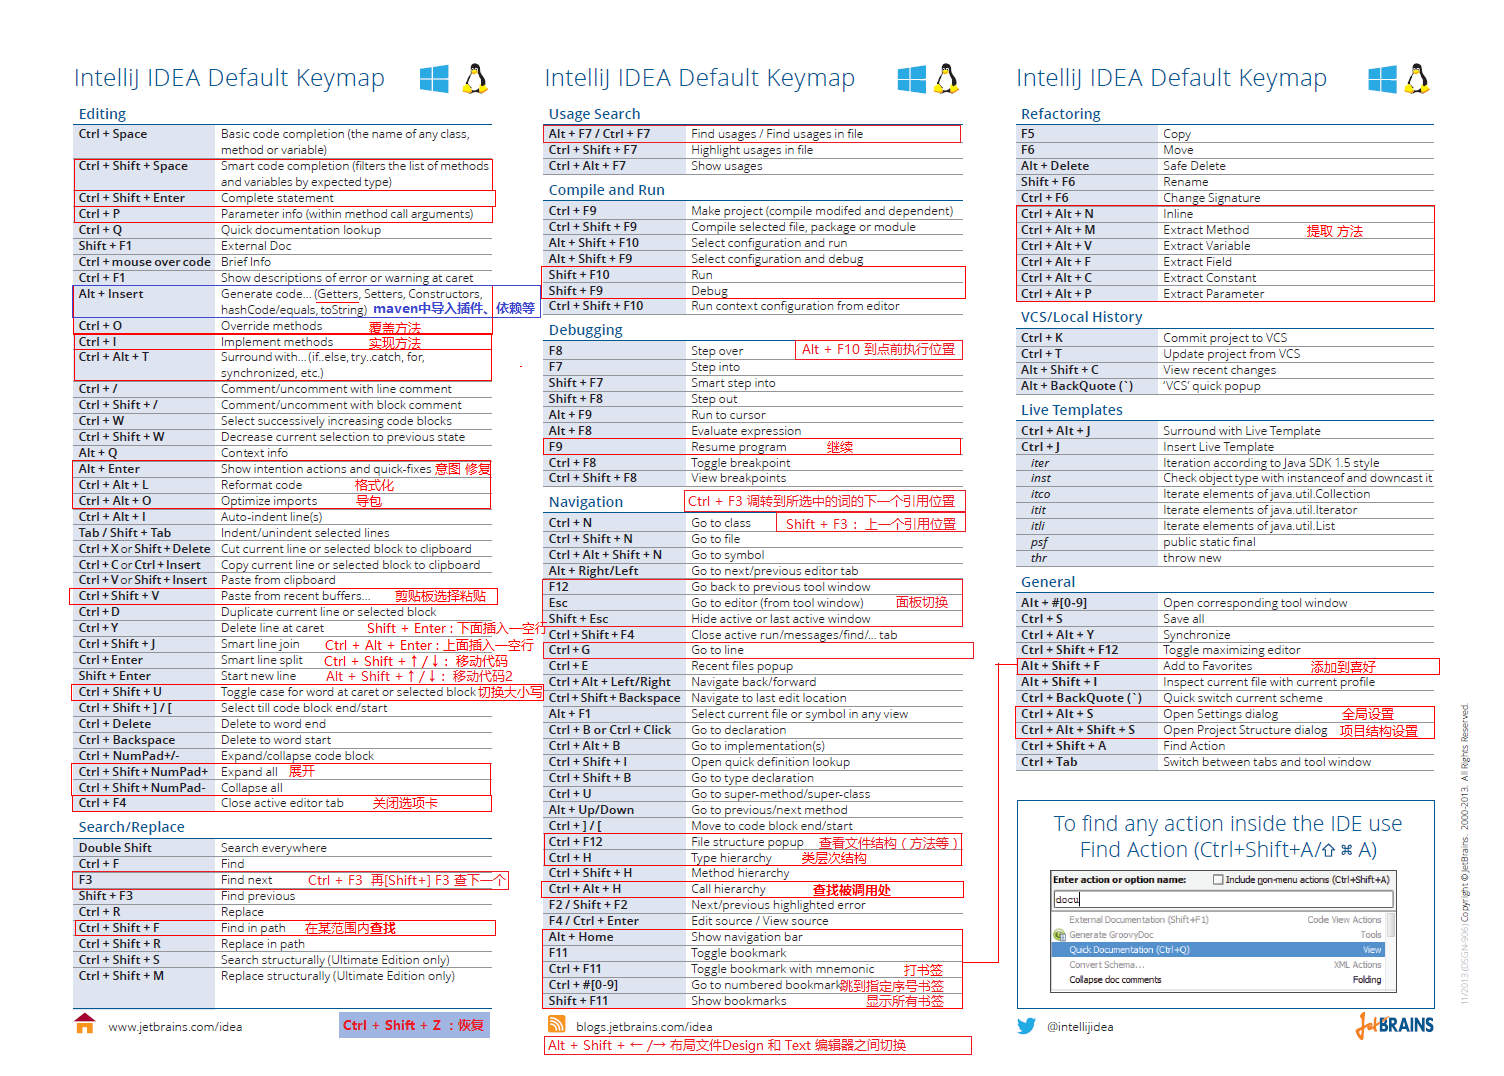 IntelliJ IDEA Default Keymap
Editing
Ctrl + Space Basic code completion (the name of any class,
method or variable)
Ctrl + Shift + Space Smart code completion (filters the list of methods
and variables by expected type)
Ctrl + Shift + Enter Complete statement
Ctrl + P Parameter info (within method call arguments)
Ctrl + Q Quick documentation lookup
Shift + F1 External Doc
Ctrl + mouse over code Brief Info
Ctrl + F1 Show descriptions of error or warning at caret
Alt + Insert Generate code... (Getters, Setters, Constructors,
hashCode/equals, toString) maven中导入插件、依赖等
Ctrl + O Override methods 覆盖方法
Ctrl + I Implement methods 实现方法
Ctrl + Alt + T Surround with... (if..else, try..catch, for,
synchronized, etc.)
Ctrl + / Comment/uncomment with line comment
Ctrl + Shift + / Comment/uncomment with block comment
Ctrl + W Select successively increasing code blocks
Ctrl + Shift + W Decrease current selection to previous state
Alt + Q Context info
Alt + Enter Show intention actions and quick-fixes 意图 修复
Ctrl + Alt + L Reformat code 格式化
Ctrl + Alt + O Optimize imports 导包
Ctrl + Alt + I Auto-indent line(s)
Tab / Shift + Tab Indent/unindent selected lines
Ctrl + X or Shift + Delete Cut current line or selected block to clipboard
Ctrl + C or Ctrl + Insert Copy current line or selected block to clipboard
Ctrl + V or Shift + Insert Paste from clipboard
Ctrl + Shift + V Paste from recent buffers... 剪贴板选择粘贴
Ctrl + D Duplicate current line or selected block
Ctrl + Y Delete line at caret Shift + Enter : 下面插入一空行
Ctrl + Shift + J Smart line join Ctrl + Alt + Enter : 上面插入一空行
Ctrl + Enter Smart line split Ctrl + Shift + ↑ / ↓ : 移动代码
Shift + Enter Start new line Alt + Shift + ↑ / ↓ : 移动代码2
Ctrl + Shift + U Toggle case for word at caret or selected block 切换大小写
Ctrl + Shift + ] / [ Select till code block end/start
Ctrl + Delete Delete to word end
Ctrl + Backspace Delete to word start
Ctrl + NumPad+/- Expand/collapse code block
Ctrl + Shift + NumPad+ Expand all 展开
Ctrl + Shift + NumPad- Collapse all
Ctrl + F4 Close active editor tab 关闭选项卡
Search/Replace
Double Shift Search everywhere
Ctrl + F Find
F3 Find next Ctrl + F3 再[Shift+] F3 查下一个
Shift + F3 Find previous
Ctrl + R Replace
Ctrl + Shift + F Find in path 在某范围内查找
Ctrl + Shift + R Replace in path
Ctrl + Shift + S Search structurally (Ultimate Edition only)
Ctrl + Shift + M Replace structurally (Ultimate Edition only)
www.jetbrains.com/idea Ctrl + Shift + Z : 恢复
IntelliJ IDEA Default Keymap
Usage Search
Alt + F7 / Ctrl + F7 Find usages / Find usages in file
Ctrl + Shift + F7 Highlight usages in file
Ctrl + Alt + F7 Show usages
Compile and Run
Ctrl + F9 Make project (compile modifed and dependent)
Ctrl + Shift + F9 Compile selected file, package or module
Alt + Shift + F10 Select configuration and run
Alt + Shift + F9 Select configuration and debug
Shift + F10 Run
Shift + F9 Debug
Ctrl + Shift + F10 Run context configuration from editor
Debugging
F8 Step over Alt + F10 到点前执行位置
F7 Step into
Shift + F7 Smart step into
Shift + F8 Step out
Alt + F9 Run to cursor
Alt + F8 Evaluate expression
F9 Resume program 继续
Ctrl + F8 Toggle breakpoint
Ctrl + Shift + F8 View breakpoints
Navigation Ctrl + F3 调转到所选中的词的下一个引用位置
Ctrl + N Go to class Shift + F3 : 上一个引用位置
Ctrl + Shift + N Go to file
Ctrl + Alt + Shift + N Go to symbol
Alt + Right/Left Go to next/previous editor tab
F12 Go back to previous tool window
Esc Go to editor (from tool window) 面板切换
Shift + Esc Hide active or last active window
Ctrl + Shift + F4 Close active run/messages/find/... tab
Ctrl + G Go to line
Ctrl + E Recent files popup
Ctrl + Alt + Left/Right Navigate back/forward
Ctrl + Shift + Backspace Navigate to last edit location
Alt + F1 Select current file or symbol in any view
Ctrl + B or Ctrl + Click Go to declaration
Ctrl + Alt + B Go to implementation(s)
Ctrl + Shift + I Open quick definition lookup
Ctrl + Shift + B Go to type declaration
Ctrl + U Go to super-method/super-class
Alt + Up/Down Go to previous/next method
Ctrl + ] / [ Move to code block end/start
Ctrl + F12 File structure popup 查看文件结构（方法等）
Ctrl + H Type hierarchy 类层次结构
Ctrl + Shift + H Method hierarchy
Ctrl + Alt + H Call hierarchy 查找被调用处
F2 / Shift + F2 Next/previous highlighted error
F4 / Ctrl + Enter Edit source / View source
Alt + Home Show navigation bar
F11 Toggle bookmark
Ctrl + F11 Toggle bookmark with mnemonic 打书签
Ctrl + #[0-9] Go to numbered bookmark 跳到指定序号书签
Shift + F11 Show bookmarks 显示所有书签
blogs.jetbrains.com/idea
Alt + Shift + ← /→ 布局文件Design 和 Text 编辑器之间切换
IntelliJ IDEA Default Keymap
Refactoring
F5 Copy
F6 Move
Alt + Delete Safe Delete
Shift + F6 Rename
Ctrl + F6 Change Signature
Ctrl + Alt + N Inline
Ctrl + Alt + M Extract Method 提取 方法
Ctrl + Alt + V Extract Variable
Ctrl + Alt + F Extract Field
Ctrl + Alt + C Extract Constant
Ctrl + Alt + P Extract Parameter
VCS/Local History
Ctrl + K Commit project to VCS
Ctrl + T Update project from VCS
Alt + Shift + C View recent changes
Alt + BackQuote (`) ‘VCS’ quick popup
Live Templates
Ctrl + Alt + J Surround with Live Template
Ctrl + J Insert Live Template
iter Iteration according to Java SDK 1.5 style
inst Check object type with instanceof and downcast it
itco Iterate elements of java.util.Collection
itit Iterate elements of java.util.Iterator
itli Iterate elements of java.util.List
psf public static final
thr throw new
General
Alt + #[0-9] Open corresponding tool window
Ctrl + S Save all
Ctrl + Alt + Y Synchronize
Ctrl + Shift + F12 Toggle maximizing editor
Alt + Shift + F Add to Favorites 添加到喜好
Alt + Shift + I Inspect current file with current profile
Ctrl + BackQuote (`) Quick switch current scheme
Ctrl + Alt + S Open Settings dialog 全局设置
Ctrl + Alt + Shift + S Open Project Structure dialog 项目结构设置
Ctrl + Shift + A Find Action
Ctrl + Tab Switch between tabs and tool window
To find any action inside the IDE use
Find Action (Ctrl+Shift+A/⇧ ⌘ A)
Enter action or option name: Include non-menu actions (Ctrl+Shift+A)
docu
External Documentation (Shift+F1) Code View Actions
Generate GroovyDoc Tools
Quick Documentation (Ctrl+Q) View
Convert Schema... XML Actions
Collapse doc comments Folding
@intellijidea JetBRAINS
11/2013 (DSGN-906) Copyright © JetBrains. 2000-2013. All Rights Reserved.